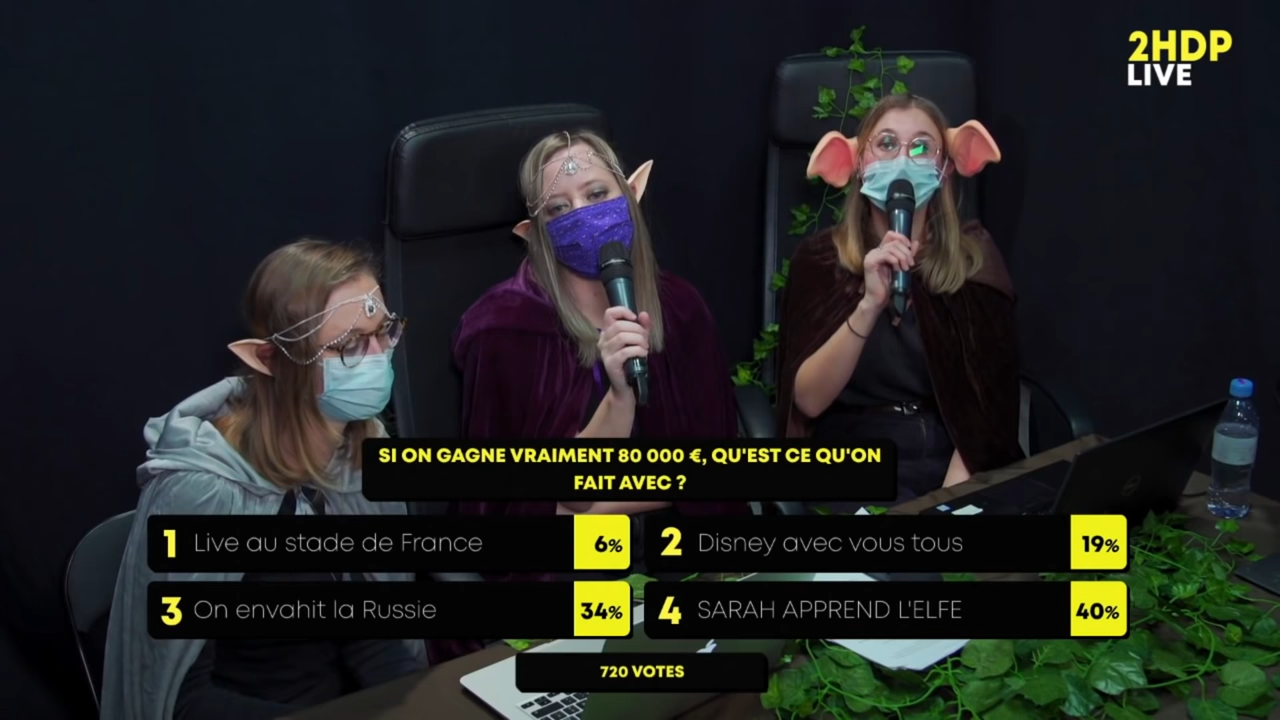 2HDP
LIVE
SI ON GAGNE VRAIMENT 80 000 €, QU'EST CE QU'ON
FAIT AVEC ?
1 Live au stade de France 6%
2 Disney avec vous tous 19%
3 On envahit la Russie 34%
4 SARAH APPREND L'ELFE 40%
720 VOTES